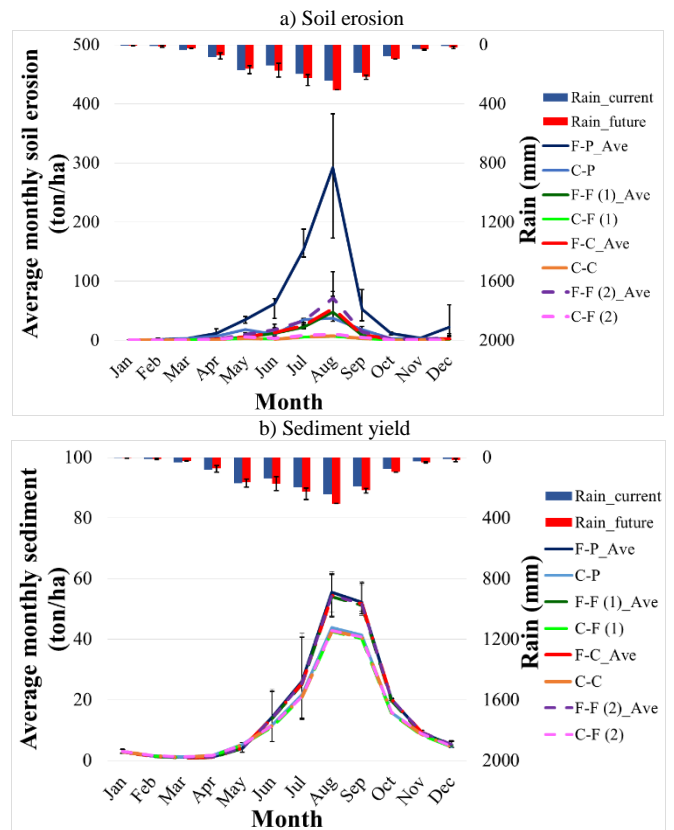 a) Soil erosion
500
400
300
200
100
0
Average monthly soil erosion
(ton/ha)
0
400
800
1200
1600
2000
Rain (mm)
Jan
Feb
Mar
Apr
May
Jun
Jul
Aug
Sep
Oct
Nov
Dec
Month
Rain_current
Rain_future
F-P_Ave
C-P
F-F (1)_Ave
C-F (1)
F-C_Ave
C-C
F-F (2)_Ave
C-F (2)
b) Sediment yield
100
80
60
40
20
0
Average monthly sediment
(ton/ha)
0
400
800
1200
1600
2000
Rain (mm)
Jan
Feb
Mar
Apr
May
Jun
Jul
Aug
Sep
Oct
Nov
Dec
Month
Rain_current
Rain_future
F-P_Ave
C-P
F-F (1)_Ave
C-F (1)
F-C_Ave
C-C
F-F (2)_Ave
C-F (2)